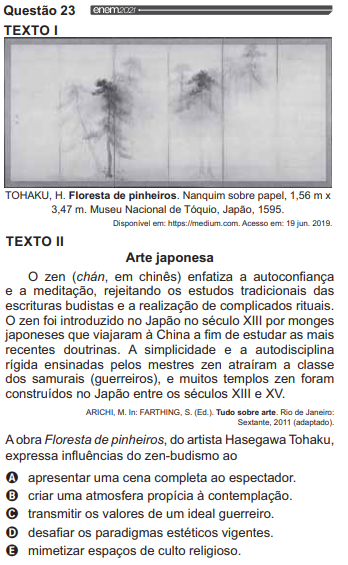 Questão 23 enem2021
TEXTO I
TOHAKU, H. Floresta de pinheiros. Nanquim sobre papel, 1,56 m x
3,47 m. Museu Nacional de Tóquio, Japão, 1595.
Disponível em: https://medium.com. Acesso em: 19 jun. 2019.
TEXTO II
Arte japonesa
O zen (chán, em chinês) enfatiza a autoconfiança
e a meditação, rejeitando os estudos tradicionais das
escrituras budistas e a realização de complicados rituais.
O zen foi introduzido no Japão no século XIII por monges
japoneses que viajaram à China a fim de estudar as mais
recentes doutrinas. A simplicidade e a autodisciplina
rígida ensinadas pelos mestres zen atraíram a classe
dos samurais (guerreiros), e muitos templos zen foram
construídos no Japão entre os séculos XIII e XV.
ARICHI, M. In: FARTHING, S. (Ed.). Tudo sobre arte. Rio de Janeiro:
Sextante, 2011 (adaptado).
A obra Floresta de pinheiros, do artista Hasegawa Tohaku,
expressa influências do zen-budismo ao
A apresentar uma cena completa ao espectador.
B criar uma atmosfera propícia à contemplação.
C transmitir os valores de um ideal guerreiro.
D desafiar os paradigmas estéticos vigentes.
E mimetizar espaços de culto religioso.